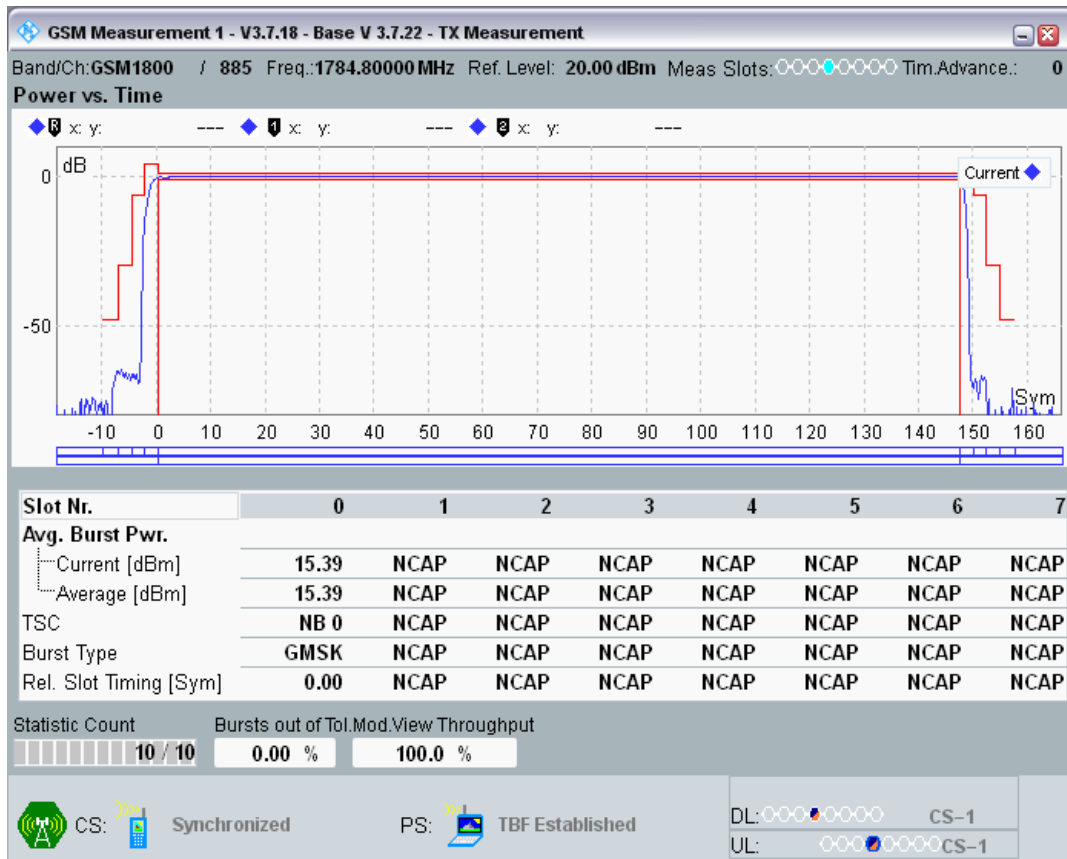 GSM Measurement 1 - V3.7.18 - Base V 3.7.22 - TX Measurement
Band/Ch:GSM1800 / 885 Freq.:1784.80000 MHz Ref. Level: 20.00 dBm Meas Slots: Tim.Advance.: 0
Power vs. Time
R x: y: --- 1 x: y: --- 2 x: y: ---
dB
Current
0
-50
Sym
-10 0 10 20 30 40 50 60 70 80 90 100 110 120 130 140 150 160
Slot Nr. 0 1 2 3 4 5 6 7
Avg. Burst Pwr.
Current [dBm] 15.39 NCAP NCAP NCAP NCAP NCAP NCAP NCAP
Average [dBm] 15.39 NCAP NCAP NCAP NCAP NCAP NCAP NCAP
TSC NB 0 NCAP NCAP NCAP NCAP NCAP NCAP NCAP
Burst Type GMSK NCAP NCAP NCAP NCAP NCAP NCAP NCAP
Rel. Slot Timing [Sym] 0.00 NCAP NCAP NCAP NCAP NCAP NCAP NCAP
Statistic Count Bursts out of Tol.Mod.View Throughput
10 / 10 0.00 % 100.0 %
CS: Synchronized PS: TBF Established DL: CS-1
UL: CS-1